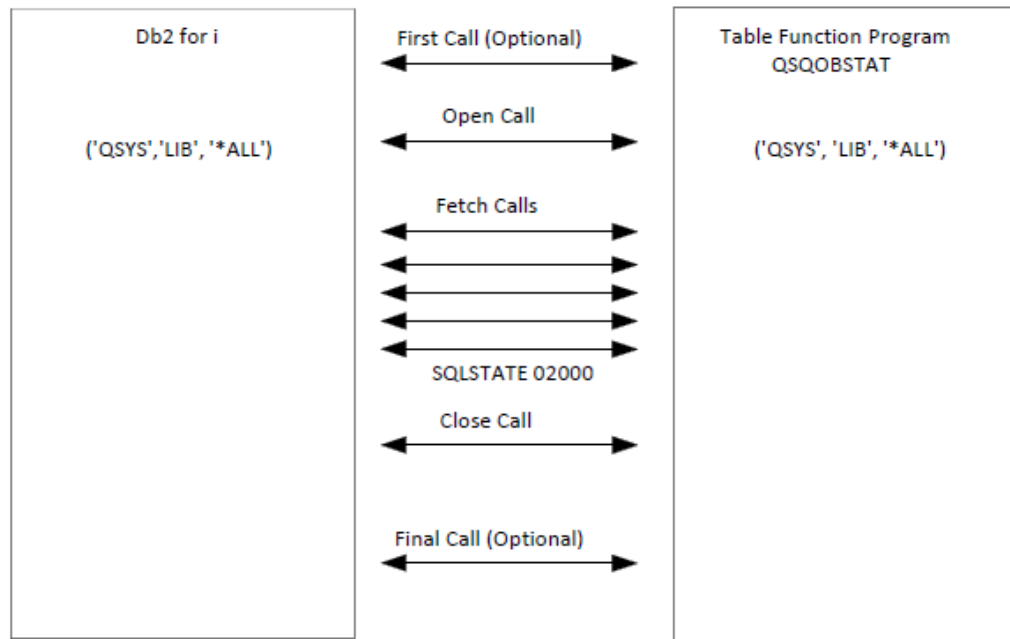 Db2 for i
('QSYS','LIB', '*ALL')
First Call (Optional)
Open Call
Fetch Calls
SQLSTATE 02000
Close Call
Final Call (Optional)
Table Function Program
QSQOBSTAT
('QSYS', 'LIB', '*ALL')